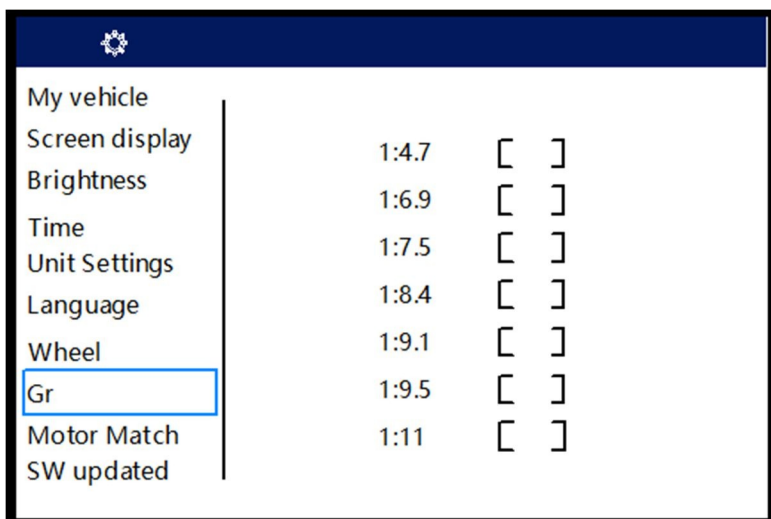 My vehicle
Screen display
Brightness
Time
Unit Settings
Language
Wheel
Gr
Motor Match
SW updated
1:4.7 [ ]
1:6.9 [ ]
1:7.5 [ ]
1:8.4 [ ]
1:9.1 [ ]
1:9.5 [ ]
1:11 [ ]